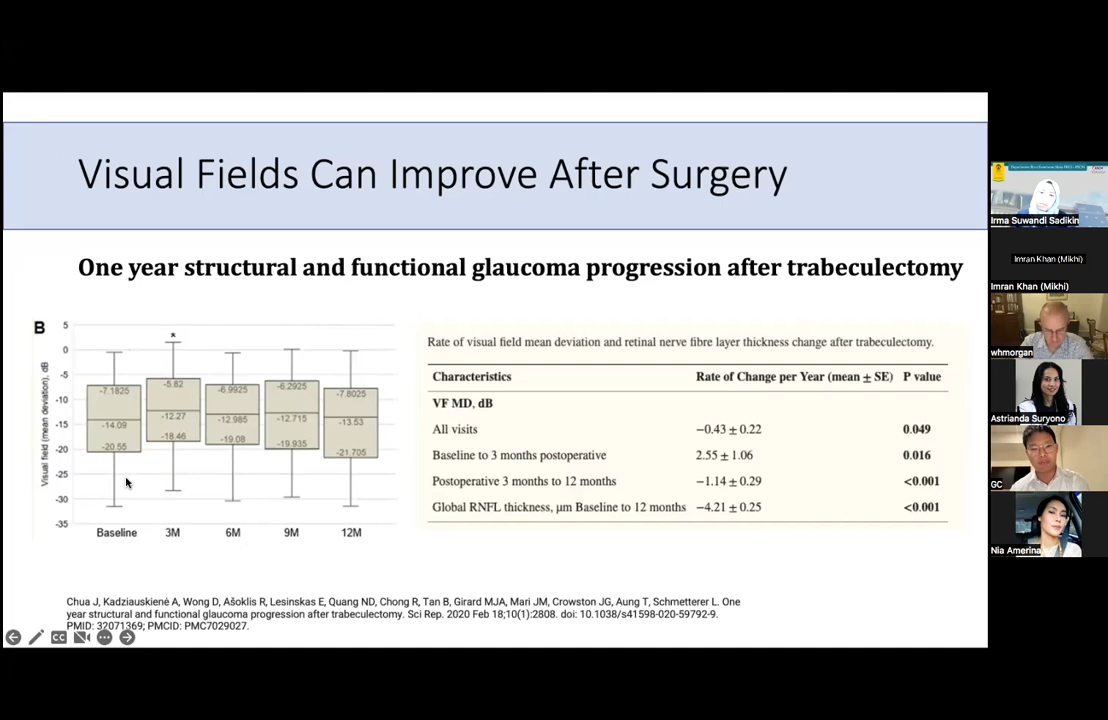 Visual Fields Can Improve After Surgery
One year structural and functional glaucoma progression after trabeculectomy
B
Visual field (mean deviation), dB
5
0
-5
-10
-15
-20
-25
-30
-35
*
-7.1825
-14.09
-20.55
-5.82
-12.27
-18.46
-6.9925
-12.985
-19.08
-6.2925
-12.715
-19.935
-7.8025
-13.53
-21.705
Baseline 3M 6M 9M 12M
Rate of visual field mean deviation and retinal nerve fibre layer thickness change after trabeculectomy.
Characteristics Rate of Change per Year (mean ± SE) P value
VF MD, dB
All visits −0.43 ± 0.22 0.049
Baseline to 3 months postoperative 2.55 ± 1.06 0.016
Postoperative 3 months to 12 months −1.14 ± 0.29 <0.001
Global RNFL thickness, µm Baseline to 12 months −4.21 ± 0.25 <0.001
Chua J, Kadziauskienė A, Wong D, Ašoklis R, Lesinskas E, Quang ND, Chong R, Tan B, Girard MJA, Mari JM, Crowston JG, Aung T, Schmetterer L. One
year structural and functional glaucoma progression after trabeculectomy. Sci Rep. 2020 Feb 18;10(1):2808. doi: 10.1038/s41598-020-59792-9.
PMID: 32071369; PMCID: PMC7029027.
CC
Irma Suwandi Sadikin
Imran Khan (Mikhi)
Imran Khan (Mikhi)
whmorgan
Astrianda Suryono
GC
Nia Amerina